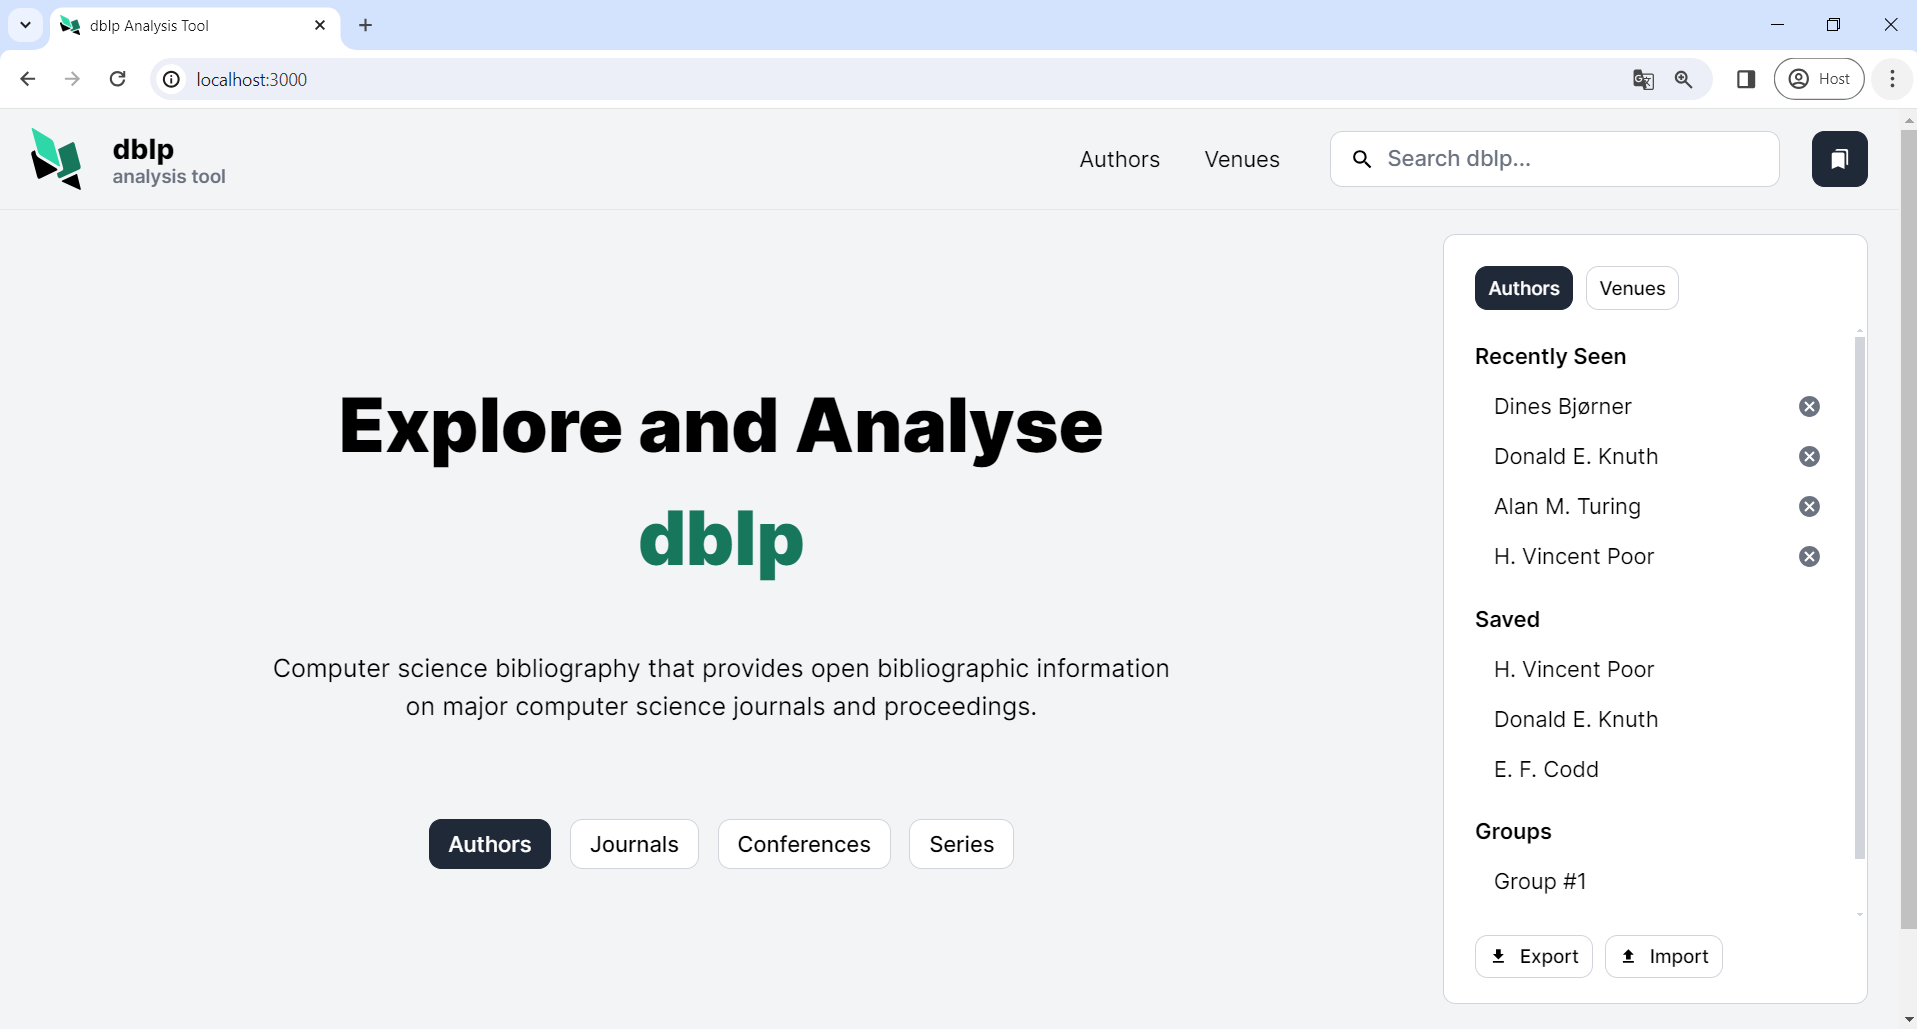 dblp Analysis Tool
localhost:3000
Host
dblp
analysis tool
Authors
Venues
Search dblp...
Explore and Analyse
dblp
Computer science bibliography that provides open bibliographic information
on major computer science journals and proceedings.
Authors
Journals
Conferences
Series
Authors
Venues
Recently Seen
Dines Bjørner
Donald E. Knuth
Alan M. Turing
H. Vincent Poor
Saved
H. Vincent Poor
Donald E. Knuth
E. F. Codd
Groups
Group #1
Export
Import